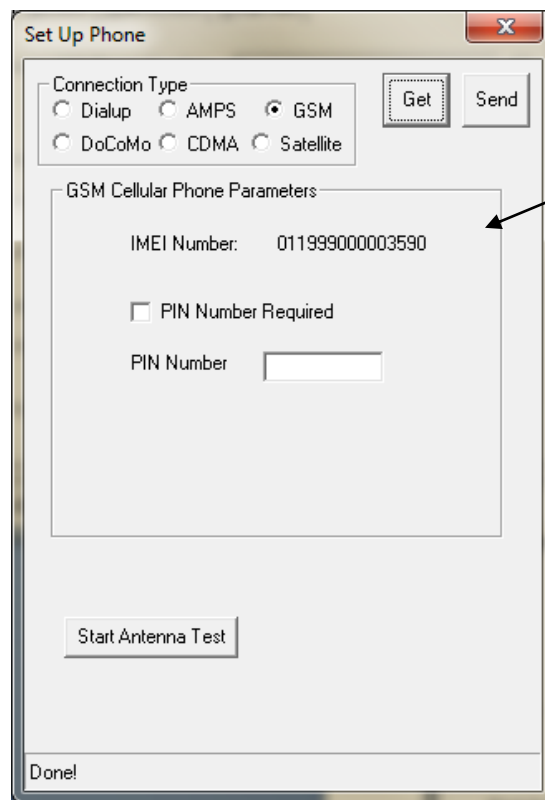 Set Up Phone
Connection Type
Dialup AMPS GSM
DoCoMo CDMA Satellite
Get Send
GSM Cellular Phone Parameters
IMEI Number: 011999000003590
PIN Number Required
PIN Number
Start Antenna Test
Done!